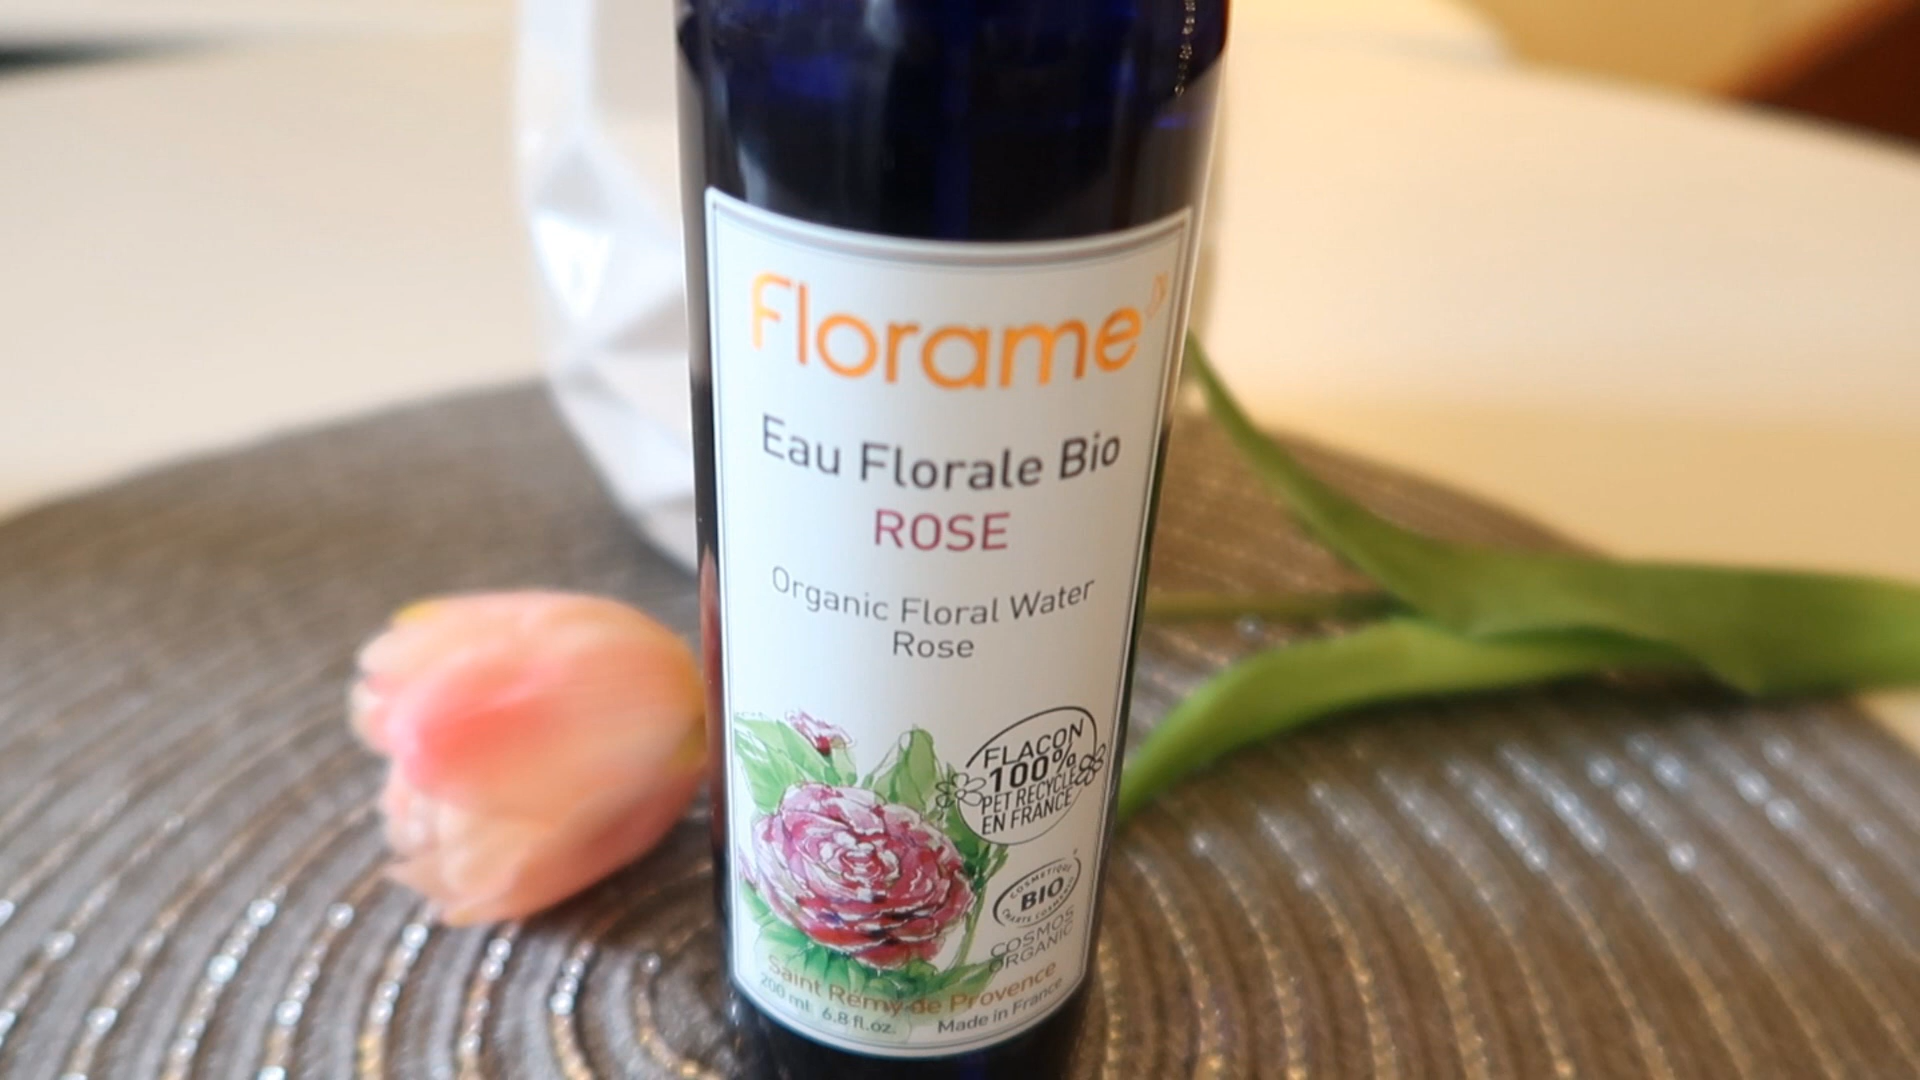 florame
Eau Florale Bio
ROSE
Organic Floral Water
Rose
FLACON
100%
PET RECYCLÉ
EN FRANCE
COSMETIQUE
BIO
CHARTE COSMEBIO
COSMOS
ORGANIC
Saint Rémy de Provence
200 ml 6.8 fl.oz. Made in France